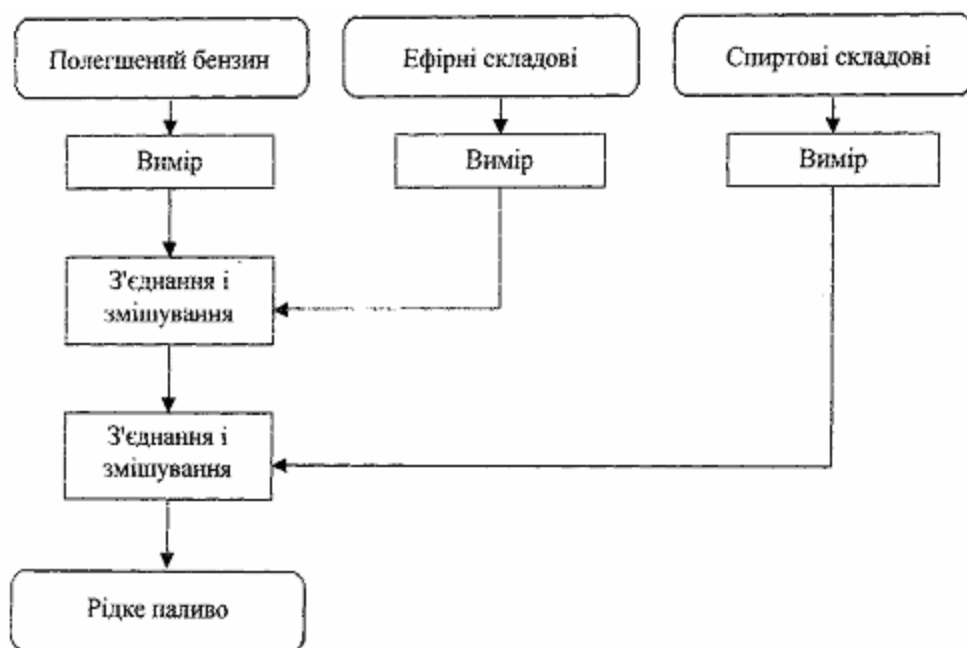 Полегшений бензин
Ефірні складові
Спиртові складові
Вимір
Вимір
Вимір
З'єднання і
змішування
З'єднання і
змішування
Рідке паливо